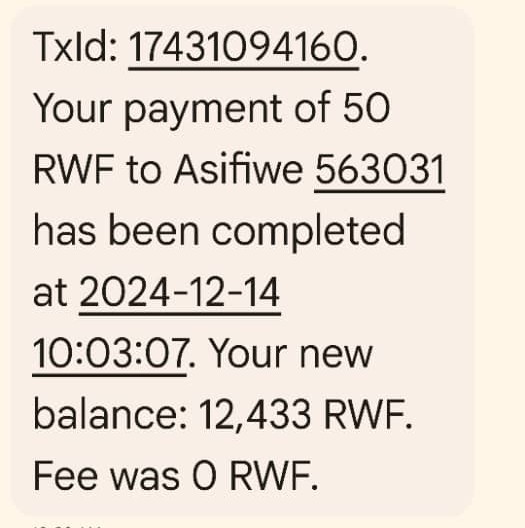 TxId: 17431094160.
Your payment of 50
RWF to Asifiwe 563031
has been completed
at 2024-12-14
10:03:07. Your new
balance: 12,433 RWF.
Fee was 0 RWF.